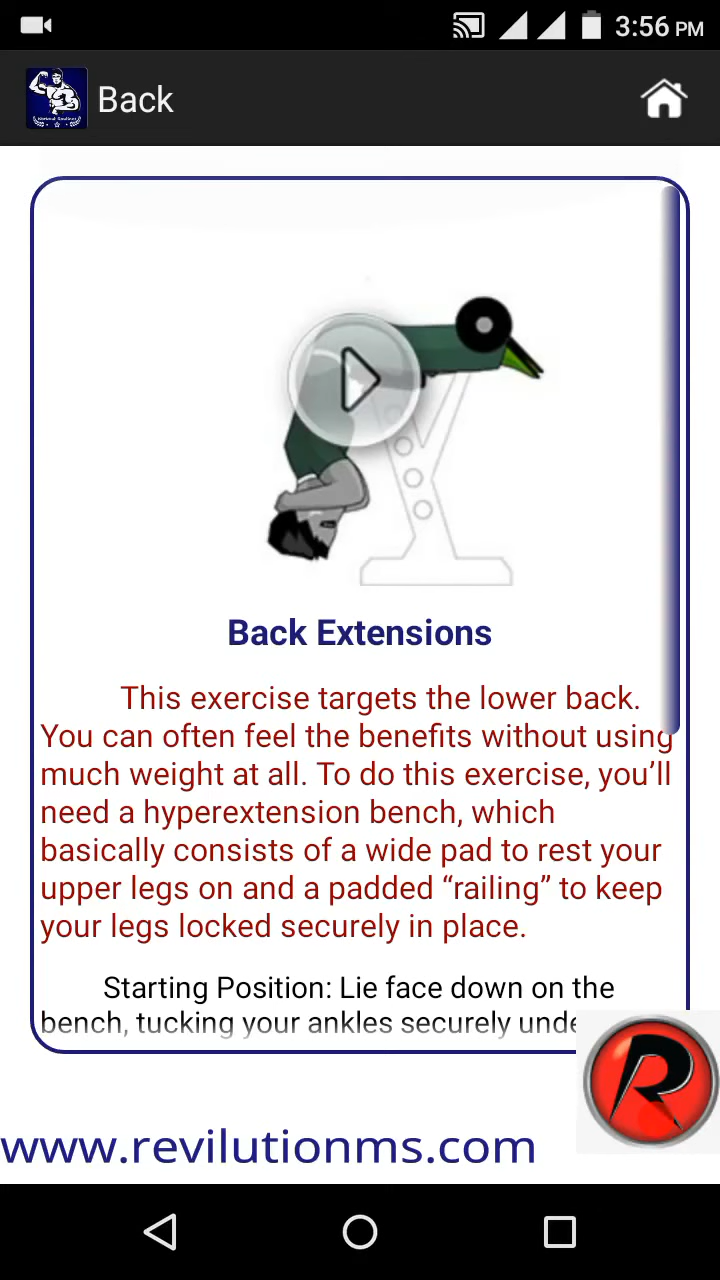 3:56 PM
Back
Back Extensions
This exercise targets the lower back.
You can often feel the benefits without using
much weight at all. To do this exercise, you’ll
need a hyperextension bench, which
basically consists of a wide pad to rest your
upper legs on and a padded “railing” to keep
your legs locked securely in place.
Starting Position: Lie face down on the
bench, tucking your ankles securely
R
www.revilutionms.com